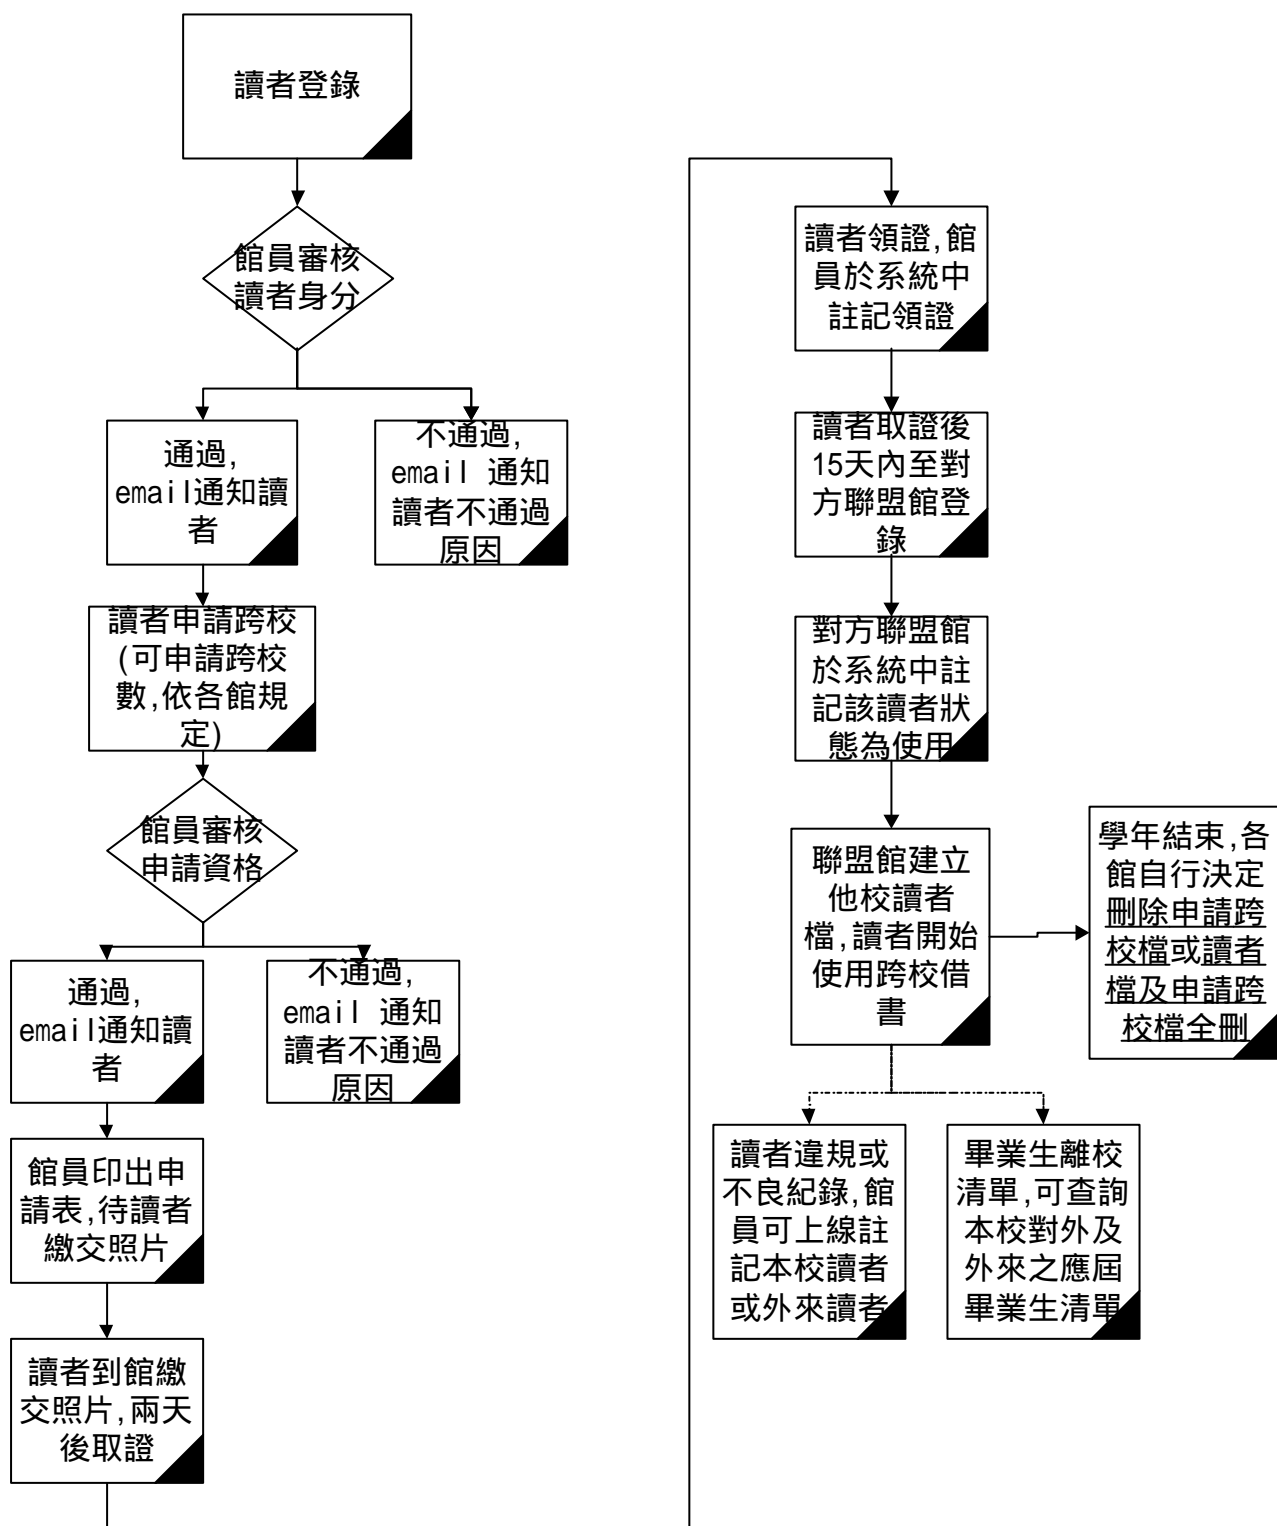 讀者登錄
館員審核
讀者身分
通過,
email通知讀
者
不通過,
email 通知
讀者不通過
原因
讀者申請跨校
(可申請跨校
數,依各館規
定)
館員審核
申請資格
通過,
email通知讀
者
不通過,
email 通知
讀者不通過
原因
館員印出申
請表,待讀者
繳交照片
讀者到館繳
交照片,兩天
後取證
讀者領證,館
員於系統中
註記領證
讀者取證後
15天內至對
方聯盟館登
錄
對方聯盟館
於系統中註
記該讀者狀
態為使用
聯盟館建立
他校讀者
檔,讀者開始
使用跨校借
書
學年結束,各
館自行決定
刪除申請跨
校檔或讀者
檔及申請跨
校檔全刪
讀者違規或
不良紀錄,館
員可上線註
記本校讀者
或外來讀者
畢業生離校
清單,可查詢
本校對外及
外來之應屆
畢業生清單